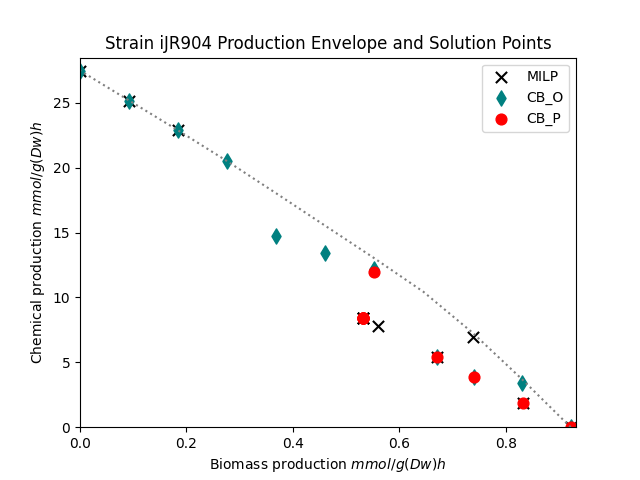 Strain iJR904 Production Envelope and Solution Points
MILP
CB_O
CB_P
Chemical production mmol/g(Dw)h
25
20
15
10
5
0
0.0 0.2 0.4 0.6 0.8
Biomass production mmol/g(Dw)h